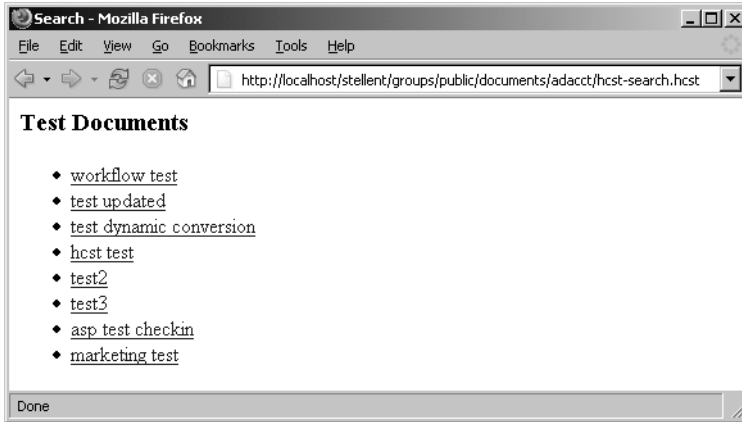 Search - Mozilla Firefox
File Edit View Go Bookmarks Tools Help
http://localhost/stellent/groups/public/documents/adacct/hcst-search.hcst
Test Documents
workflow test
test updated
test dynamic conversion
hcst test
test2
test3
asp test checkin
marketing test
Done